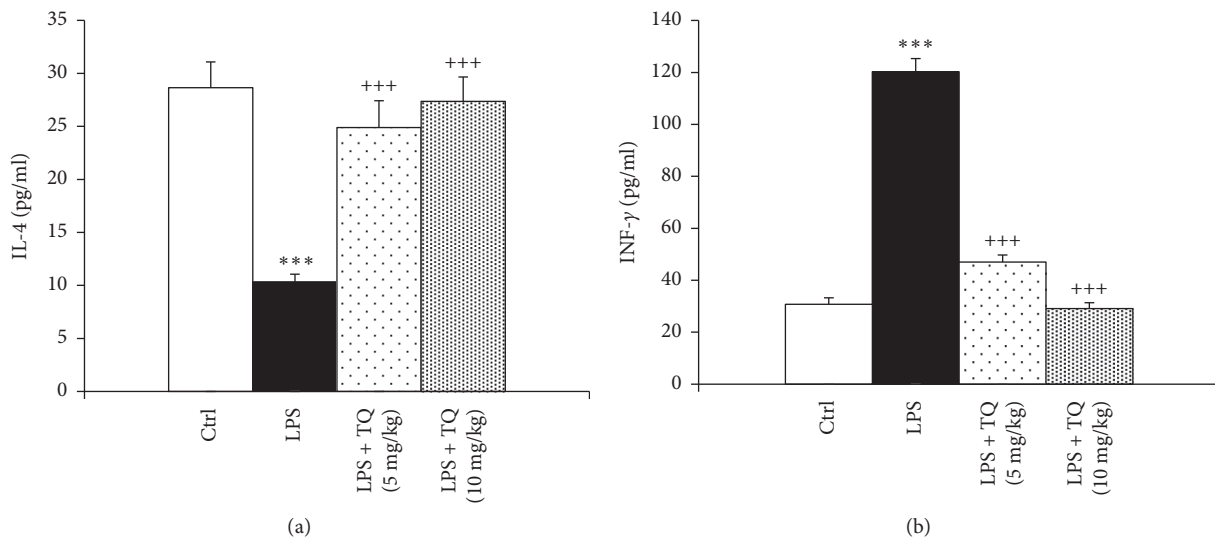 35
30
25
20
15
10
5
0
IL-4 (pg/ml)
+++
+++
***
Ctrl
LPS
LPS + TQ
(5 mg/kg)
LPS + TQ
(10 mg/kg)
(a)
140
120
100
80
60
40
20
0
INF-γ (pg/ml)
***
+++
+++
Ctrl
LPS
LPS + TQ
(5 mg/kg)
LPS + TQ
(10 mg/kg)
(b)